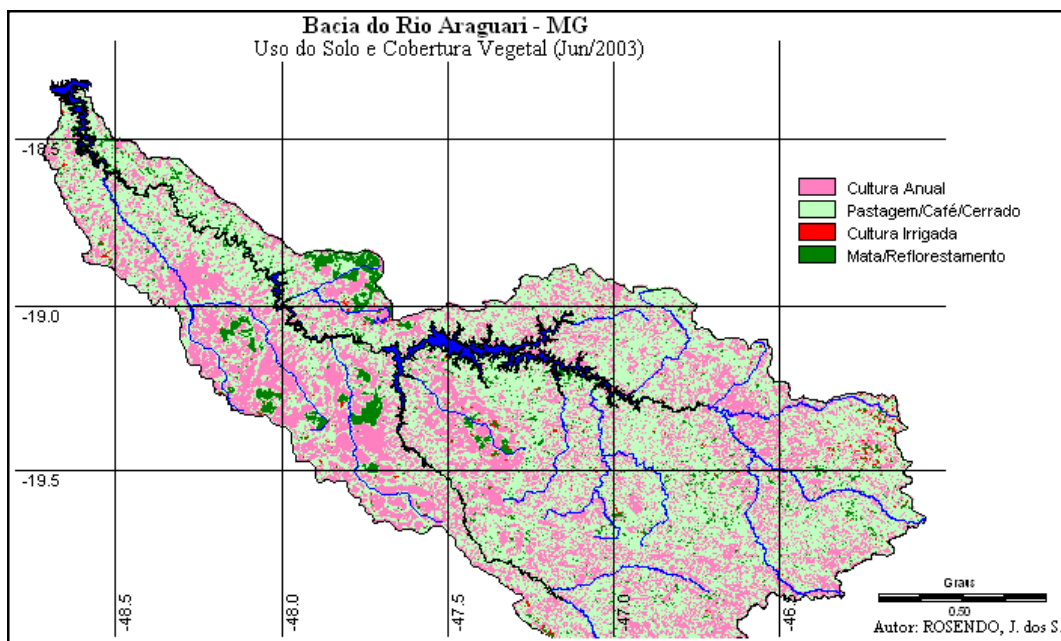 Bacia do Rio Araguari - MG
Uso do Solo e Cobertura Vegetal (Jun/2003)
-18.5
Cultura Anual
Pastagem/Café/Cerrado
Cultura Irrigada
Mata/Reflorestamento
-19.0
-19.5
-48.5
-48.0
-47.5
-47.0
-46.5
Graus
0.50
Autor: ROSENDO, J. dos S.